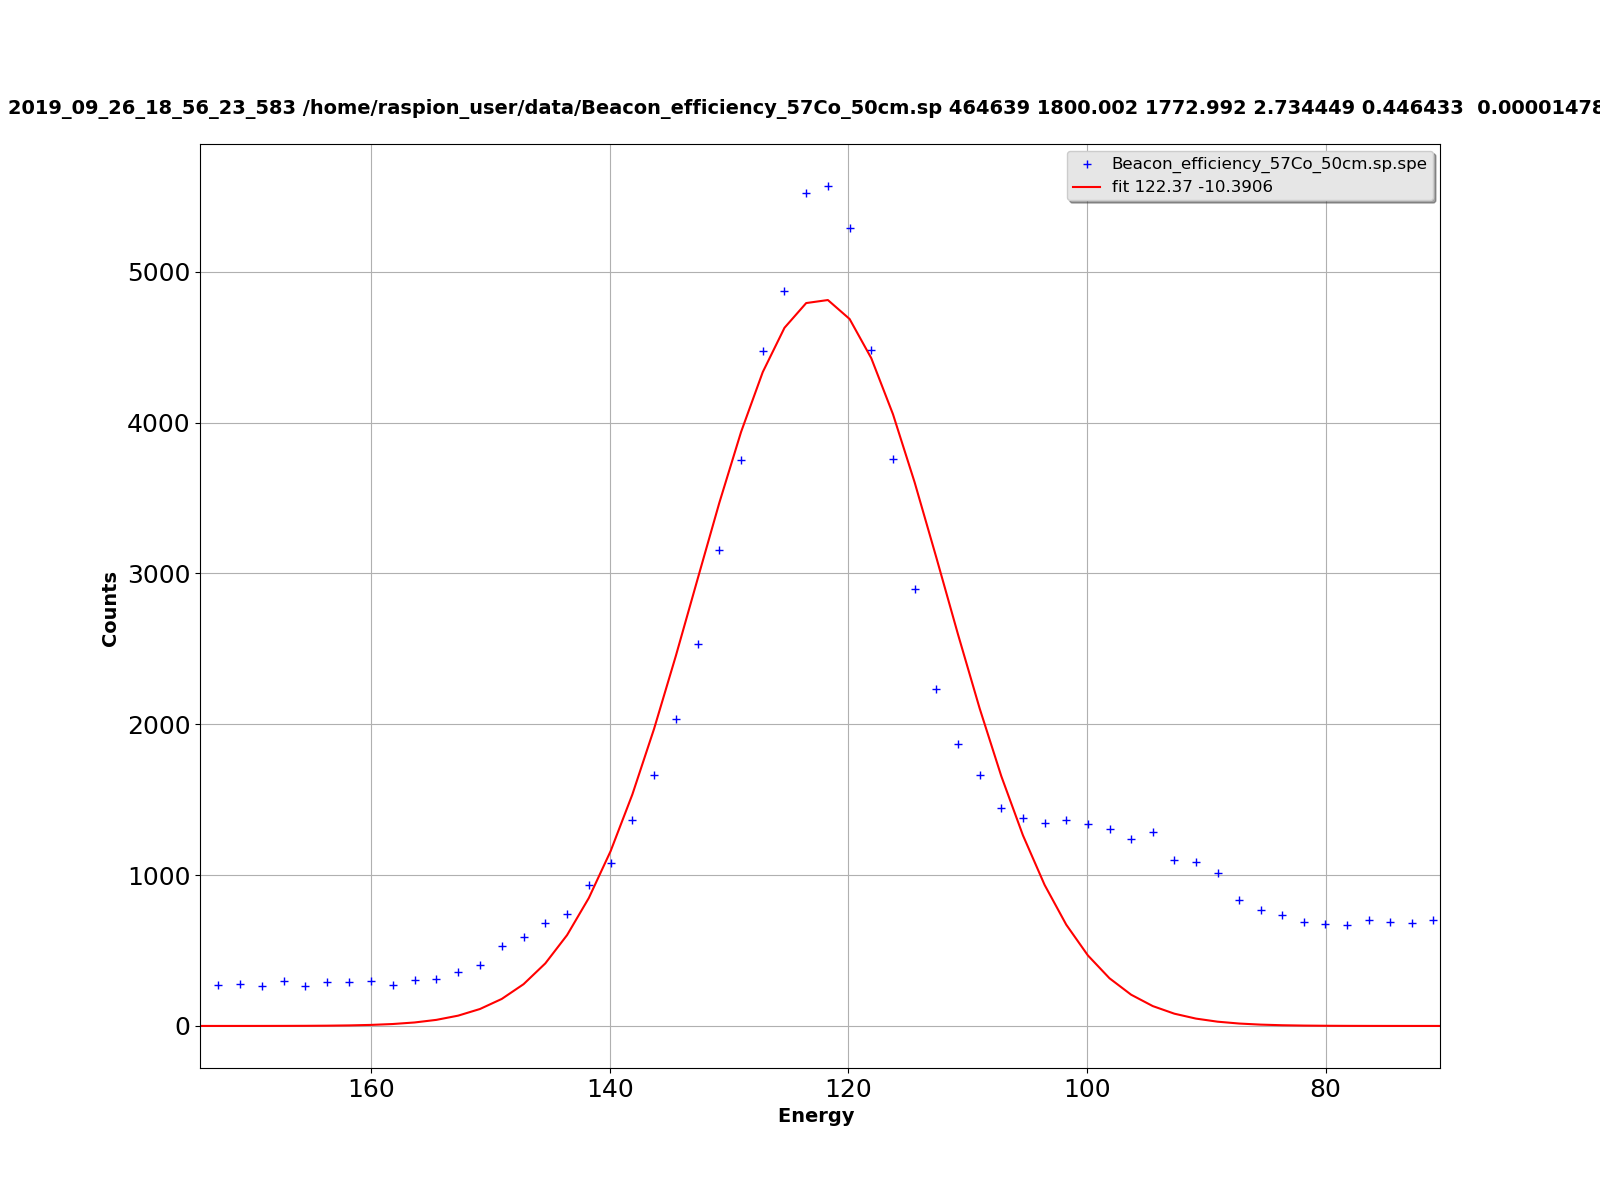 2019_09_26_18_56_23_583 /home/raspion_user/data/Beacon_efficiency_57Co_50cm.sp 464639 1800.002 1772.992 2.734449 0.446433  0.00001478
Beacon_efficiency_57Co_50cm.sp.spe
fit 122.37 -10.3906
5000
4000
3000
2000
1000
0
Counts
160 140 120 100 80
Energy